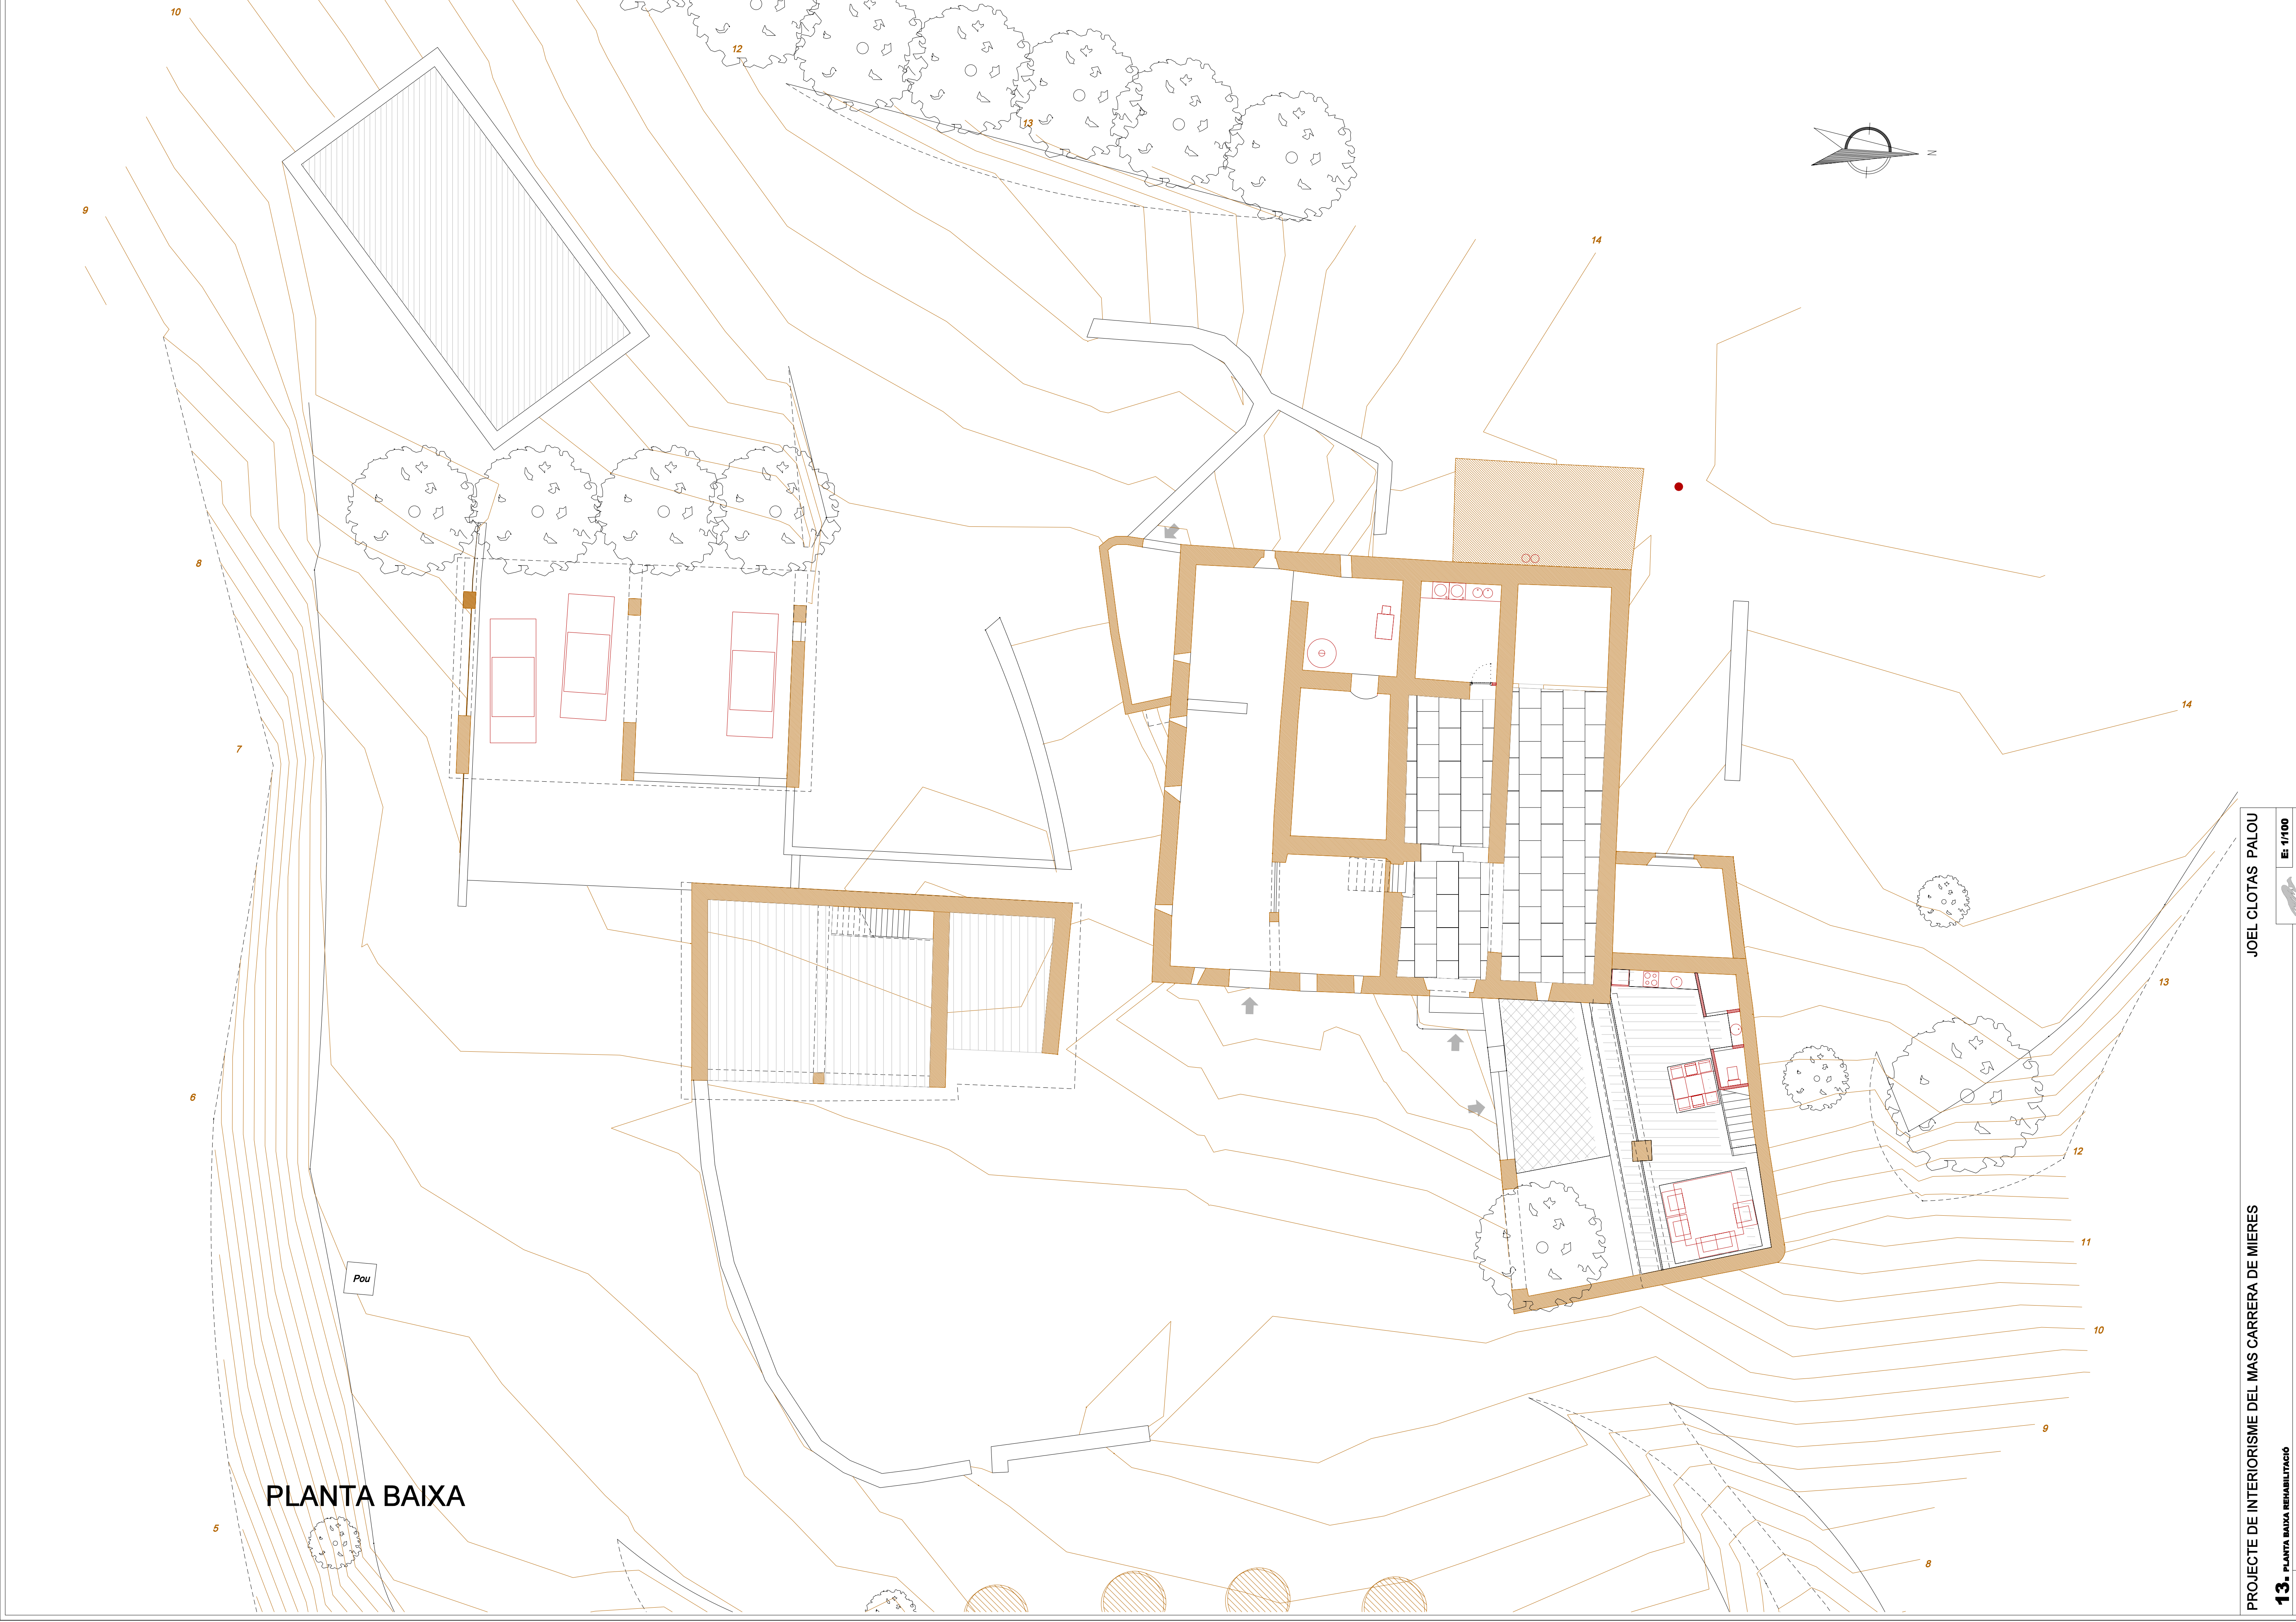 10
12
13
N
14
9
8
14
7
13
6
12
11
Pou
10
9
PLANTA BAIXA
5
8
PROJECTE DE INTERIORISME DEL MAS CARRERA DE MIERES
JOEL CLOTAS PALOU
13. PLANTA BAIXA REHABILITACIÓ
E: 1/100